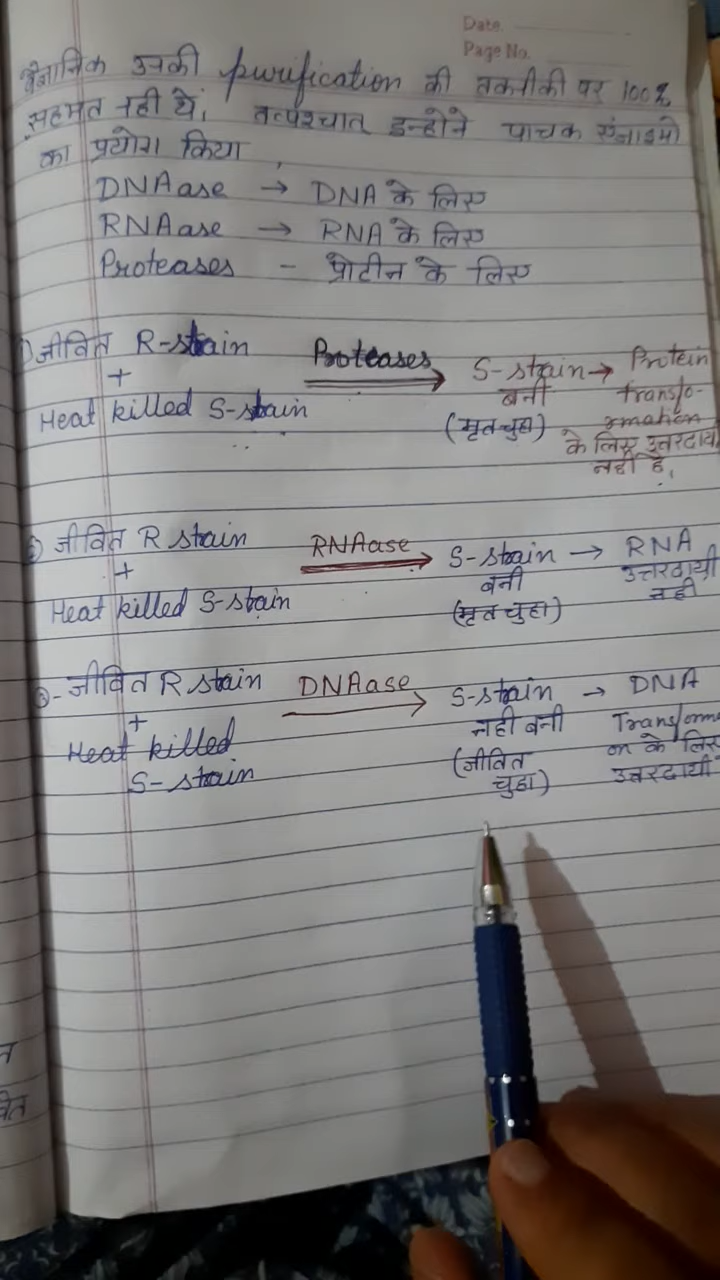 Date.
Page No.
वैज्ञानिक उनकी purification की तकनीकी पर 100%
सहमत नही थे, तत्पश्चात् इन्होने पाचक एंजाइमो
का प्रयोग किया,
DNAase → DNA के लिए
RNAase → RNA के लिए
Proteases - प्रोटीन के लिए
1) जीवित R-stain Proteases S-stain → Protein
+ बनी transfo-
Heat killed S-stain (मृत चुहा) rmation
के लिए उत्तरदायी
नही है,
जीवित R stain RNAase S-stain → RNA
+ बनी उत्तरदायी
Heat killed S-stain (मृत चुहा) नही
③- जीवित R stain DNAase S-stain → DNA
+ नही बनी Transforma
Heat killed (जीवित on के लिए
S-stain चुहा) उत्तरदायी